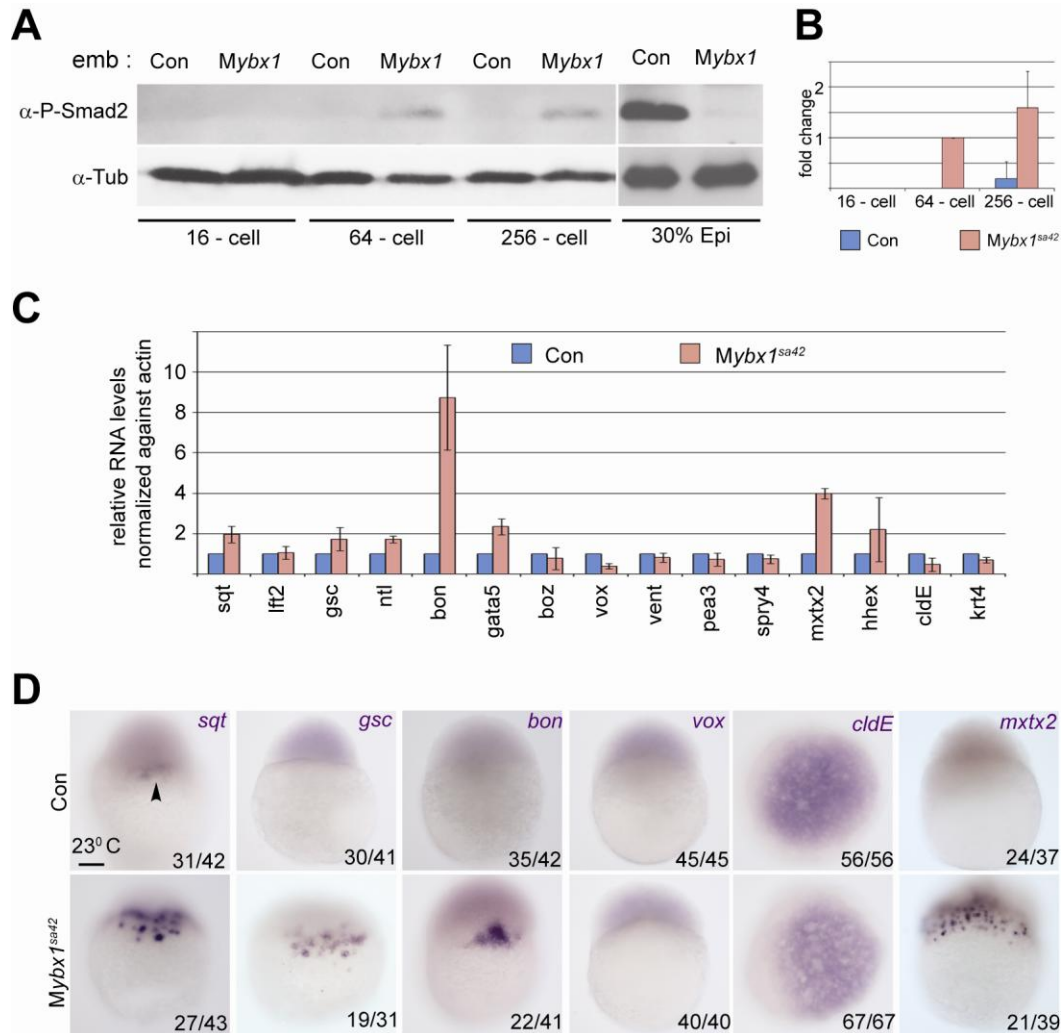 A
emb : Con Mybx1 Con Mybx1 Con Mybx1 Con Mybx1
α-P-Smad2
α-Tub
16 - cell 64 - cell 256 - cell 30% Epi
B
fold change
2
1
16 - cell 64 - cell 256 - cell
Con Mybx1sa42
C
relative RNA levels
normalized against actin
Con Mybx1sa42
10
8
6
4
2
sqt lft2 gsc ntl bon gata5 boz vox vent pea3 spry4 mxtx2 hhex cldE krt4
D
Con
sqt gsc bon vox cldE mxtx2
23⁰ C
31/42 30/41 35/42 45/45 56/56 24/37
Mybx1sa42
27/43 19/31 22/41 40/40 67/67 21/39